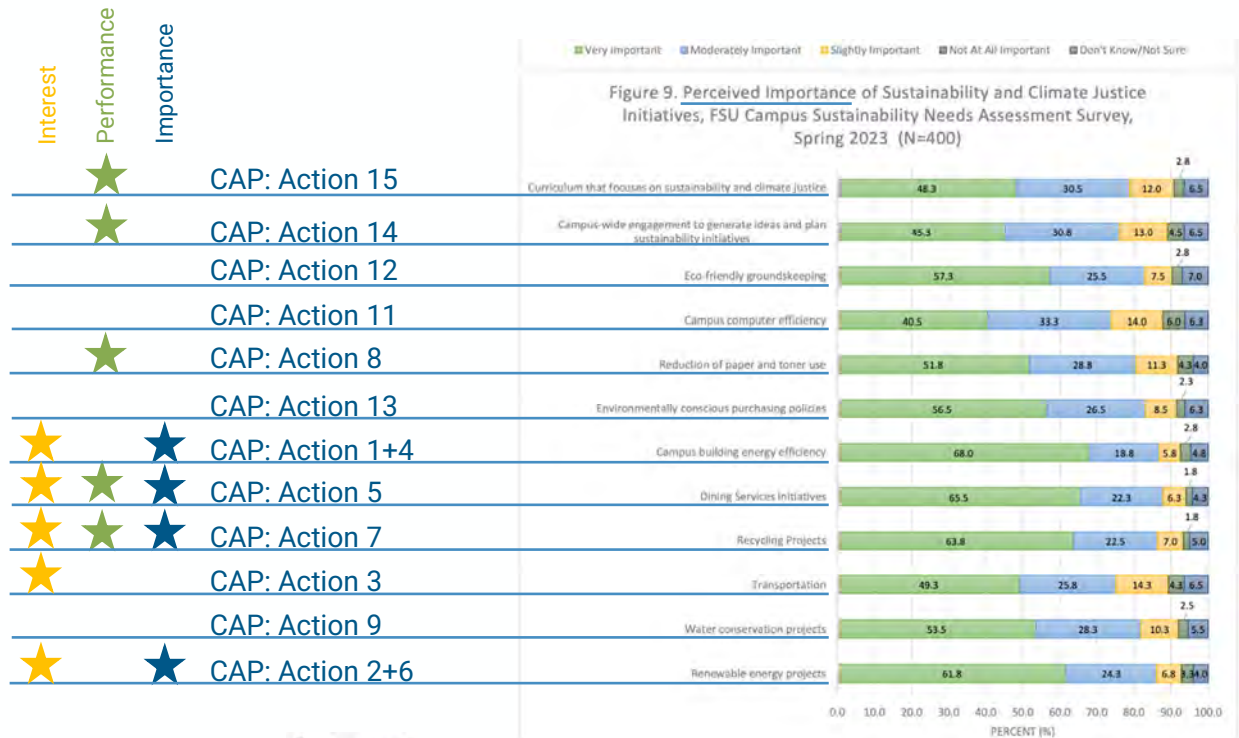 Interest
Performance
Importance
Very Important Moderately Important Slightly Important Not At All Important Don't Know/Not Sure
Figure 9. Perceived Importance of Sustainability and Climate Justice
Initiatives, FSU Campus Sustainability Needs Assessment Survey,
Spring 2023 (N=400)
2.8
CAP: Action 15 Curriculum that focuses on sustainability and climate justice 48.3 30.5 12.0 6.5
CAP: Action 14 Campus-wide engagement to generate ideas and plan
sustainability initiatives 45.3 30.8 13.0 4.5 6.5
2.8
CAP: Action 12 Eco-friendly groundskeeping 57.3 25.5 7.5 7.0
CAP: Action 11 Campus computer efficiency 40.5 33.3 14.0 6.0 6.3
CAP: Action 8 Reduction of paper and toner use 51.8 28.8 11.3 4.3 4.0
2.3
CAP: Action 13 Environmentally conscious purchasing policies 56.5 26.5 8.5 6.3
2.8
CAP: Action 1+4 Campus building energy efficiency 68.0 18.8 5.8 4.8
1.8
CAP: Action 5 Dining Services Initiatives 65.5 22.3 6.3 4.3
1.8
CAP: Action 7 Recycling Projects 63.8 22.5 7.0 5.0
CAP: Action 3 Transportation 49.3 25.8 14.3 4.3 6.5
2.5
CAP: Action 9 Water conservation projects 53.5 28.3 10.3 5.5
CAP: Action 2+6 Renewable energy projects 61.8 24.3 6.8 3.3 4.0
0.0 10.0 20.0 30.0 40.0 50.0 60.0 70.0 80.0 90.0 100.0
PERCENT (%)